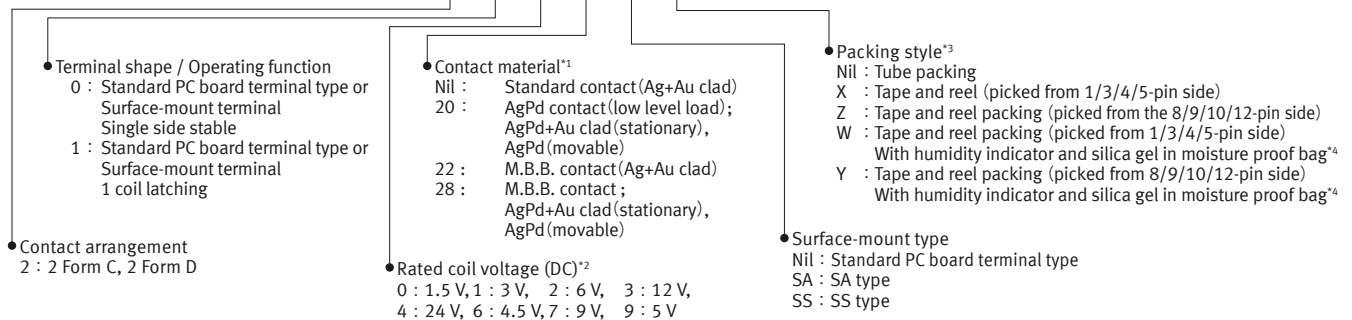 Terminal shape / Operating function
0 : Standard PC board terminal type or
Surface-mount terminal
Single side stable
1 : Standard PC board terminal type or
Surface-mount terminal
1 coil latching
Contact arrangement
2 : 2 Form C, 2 Form D
Contact material*1
Nil : Standard contact (Ag+Au clad)
20 : AgPd contact (low level load);
AgPd+Au clad (stationary),
AgPd (movable)
22 : M.B.B. contact (Ag+Au clad)
28 : M.B.B. contact ;
AgPd+Au clad (stationary),
AgPd (movable)
Rated coil voltage (DC)*2
0 : 1.5 V, 1 : 3 V, 2 : 6 V, 3 : 12 V,
4 : 24 V, 6 : 4.5 V, 7 : 9 V, 9 : 5 V
Packing style*3
Nil : Tube packing
X : Tape and reel (picked from 1/3/4/5-pin side)
Z : Tape and reel packing (picked from the 8/9/10/12-pin side)
W : Tape and reel packing (picked from 1/3/4/5-pin side)
With humidity indicator and silica gel in moisture proof bag*4
Y : Tape and reel packing (picked from 8/9/10/12-pin side)
With humidity indicator and silica gel in moisture proof bag*4
Surface-mount type
Nil : Standard PC board terminal type
SA : SA type
SS : SS type